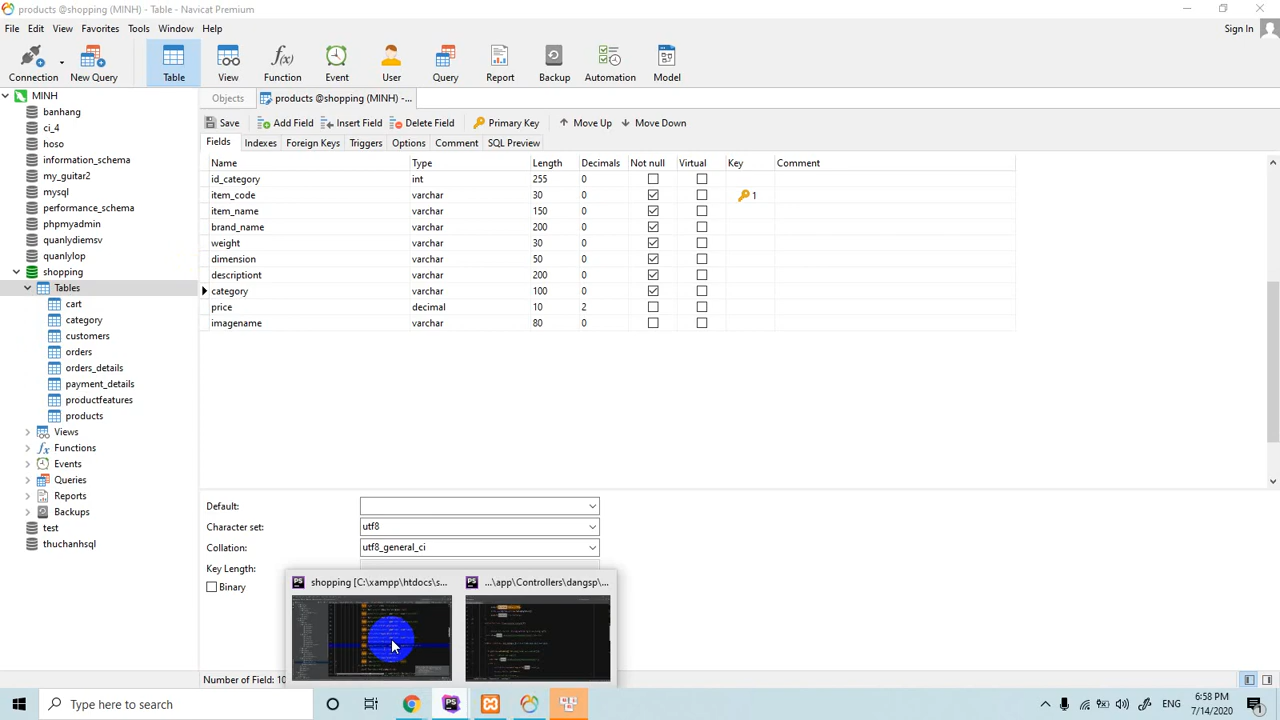 products @shopping (MINH) - Table - Navicat Premium
File Edit View Favorites Tools Window Help
Sign In
Connection New Query Table View Function Event User Query Report Backup Automation Model
MINH
banhang
ci_4
hoso
information_schema
my_guitar2
mysql
performance_schema
phpmyadmin
quanlydiemsv
quanlylop
shopping
Tables
cart
category
customers
orders
orders_details
payment_details
productfeatures
products
Views
Functions
Events
Queries
Reports
Backups
test
thuchanhsql
Objects products @shopping (MINH) -...
Save Add Field Insert Field Delete Field Primary Key Move Up Move Down
Fields Indexes Foreign Keys Triggers Options Comment SQL Preview
Name Type Length Decimals Not null Virtual Key Comment
id_category int 255 0
item_code varchar 30 0 1
item_name varchar 150 0
brand_name varchar 200 0
weight varchar 30 0
dimension varchar 50 0
descriptiont varchar 200 0
category varchar 100 0
price decimal 10 2
imagename varchar 80 0
Default:
Character set: utf8
Collation: utf8_general_ci
Key Length:
Binary
shopping [C:\xampp\htdocs\s... ...\app\Controllers\dangsp\...
Number of Field: 10
Type here to search
ENG
6:58 PM
7/14/2020